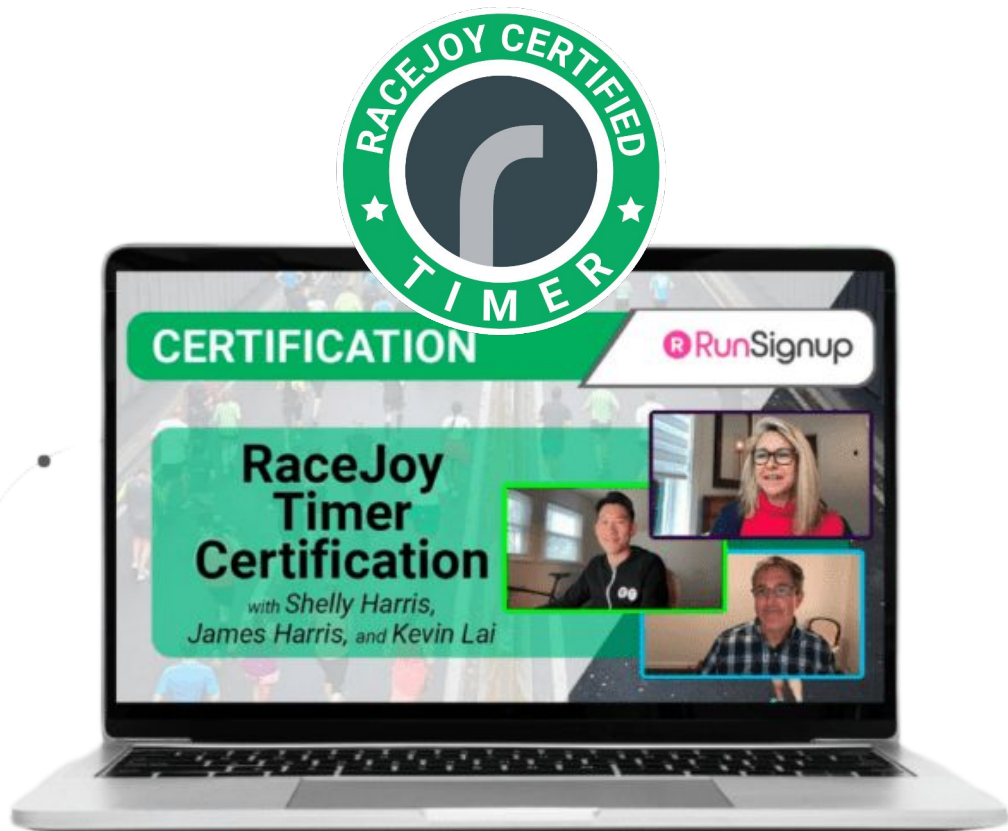 RACEJOY CERTIFIED
TIMER
CERTIFICATION
R RunSignup
RaceJoy
Timer
Certification
with Shelly Harris,
James Harris, and Kevin Lai